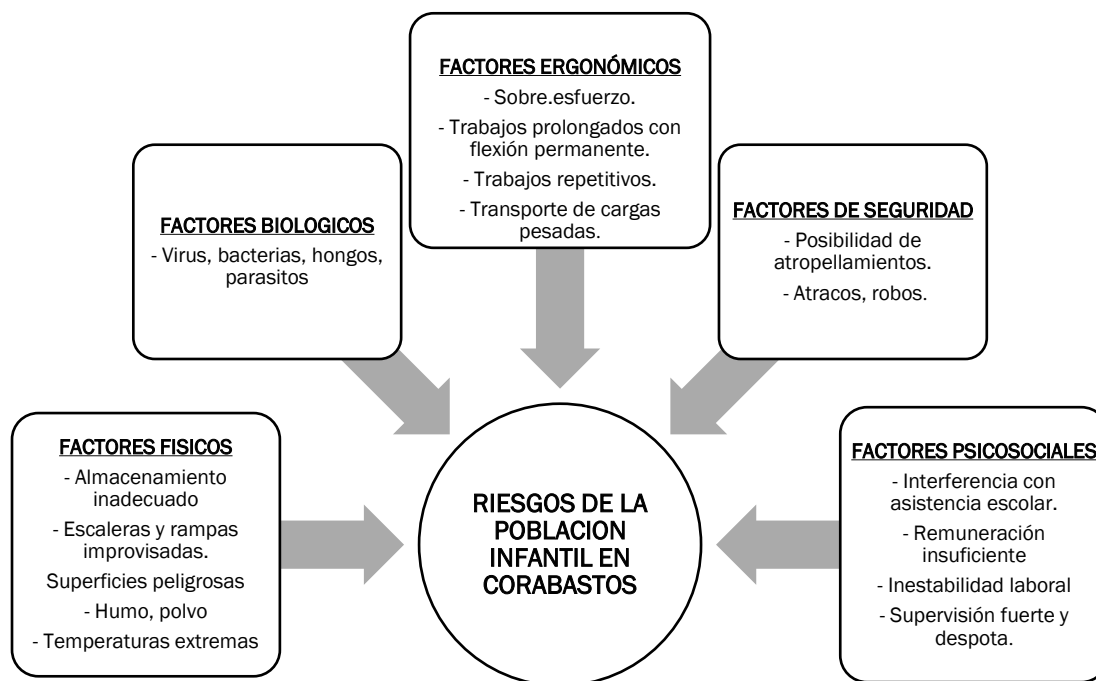 FACTORES ERGONÓMICOS
- Sobre.esfuerzo.
- Trabajos prolongados con
flexión permanente.
- Trabajos repetitivos.
- Transporte de cargas
pesadas.
FACTORES BIOLOGICOS
- Virus, bacterias, hongos,
parasitos
FACTORES DE SEGURIDAD
- Posibilidad de
atropellamientos.
- Atracos, robos.
FACTORES FISICOS
- Almacenamiento
inadecuado
- Escaleras y rampas
improvisadas.
Superficies peligrosas
- Humo, polvo
- Temperaturas extremas
RIESGOS DE LA
POBLACION
INFANTIL EN
CORABASTOS
FACTORES PSICOSOCIALES
- Interferencia con
asistencia escolar.
- Remuneración
insuficiente
- Inestabilidad laboral
- Supervisión fuerte y
despota.